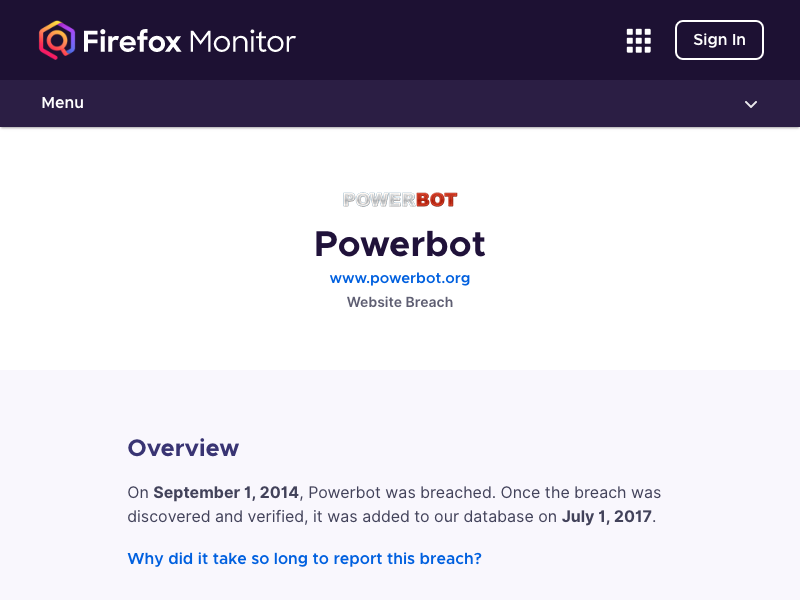 Firefox Monitor
Sign In
Menu
POWERBOT
Powerbot
www.powerbot.org
Website Breach
Overview
On September 1, 2014, Powerbot was breached. Once the breach was
discovered and verified, it was added to our database on July 1, 2017.
Why did it take so long to report this breach?